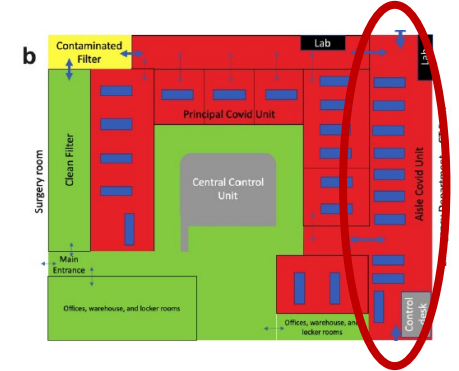 b
Contaminated
Filter
Lab
Lab
Principal Covid Unit
Clean Filter
Surgery room
Central Control
Unit
Aisle Covid Unit
Main
Entrance
Offices, warehouse, and locker rooms
Offices, warehouse, and
locker rooms
Control
desk